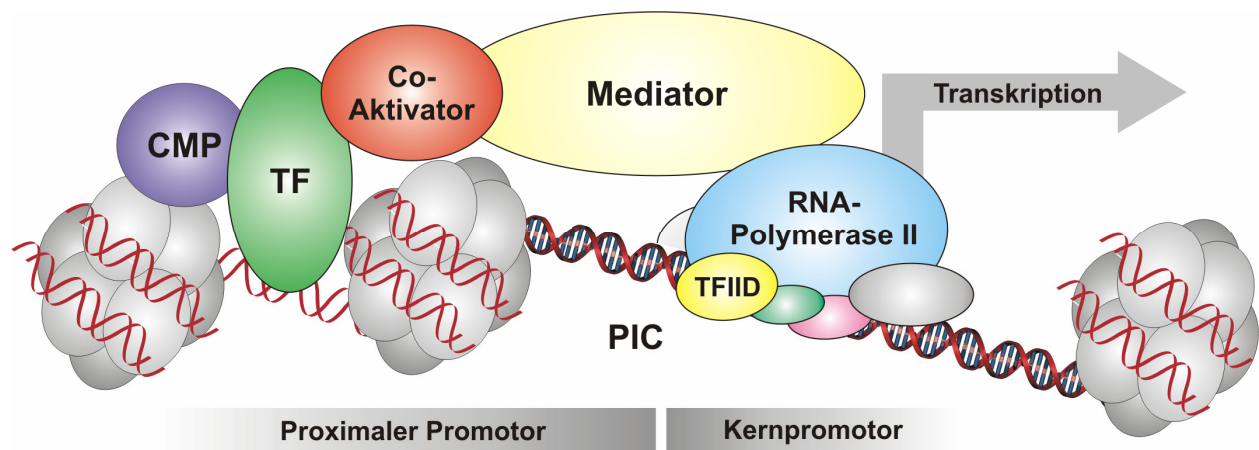 CMP
TF
Co-
Aktivator
Mediator
Transkription
RNA-
Polymerase II
TFIID
PIC
Proximaler Promotor
Kernpromotor